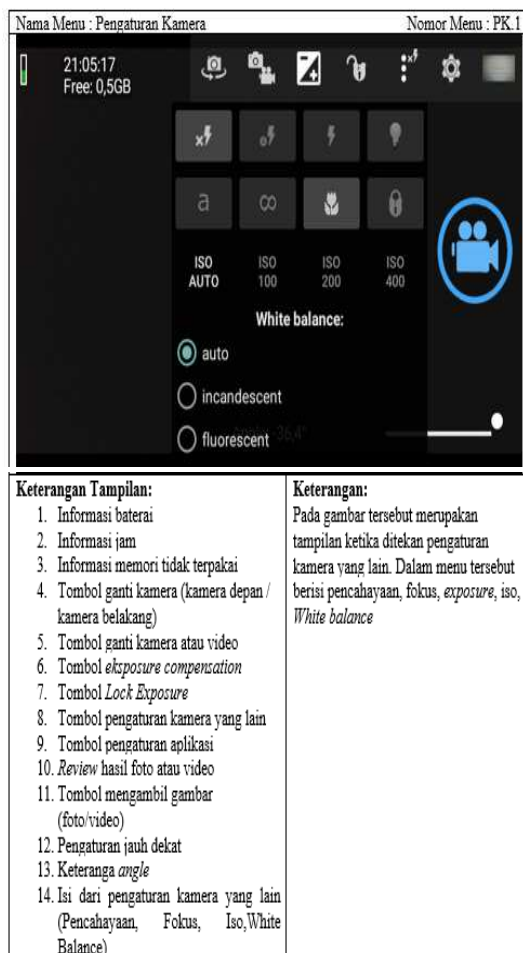 Nama Menu : Pengaturan Kamera Nomor Menu : PK.1
21:05:17
Free: 0,5GB
a
ISO AUTO ISO 100 ISO 200 ISO 400
White balance:
auto
incandescent
fluorescent
36,4°
Keterangan Tampilan:
1. Informasi baterai
2. Informasi jam
3. Informasi memori tidak terpakai
4. Tombol ganti kamera (kamera depan /
kamera belakang)
5. Tombol ganti kamera atau video
6. Tombol eksposure compensation
7. Tombol Lock Exposure
8. Tombol pengaturan kamera yang lain
9. Tombol pengaturan aplikasi
10. Review hasil foto atau video
11. Tombol mengambil gambar
(foto/video)
12. Pengaturan jauh dekat
13. Keteranga angle
14. Isi dari pengaturan kamera yang lain
(Pencahayaan, Fokus, Iso,White
Balance)
Keterangan:
Pada gambar tersebut merupakan
tampilan ketika ditekan pengaturan
kamera yang lain. Dalam menu tersebut
berisi pencahayaan, fokus, exposure, iso,
White balance